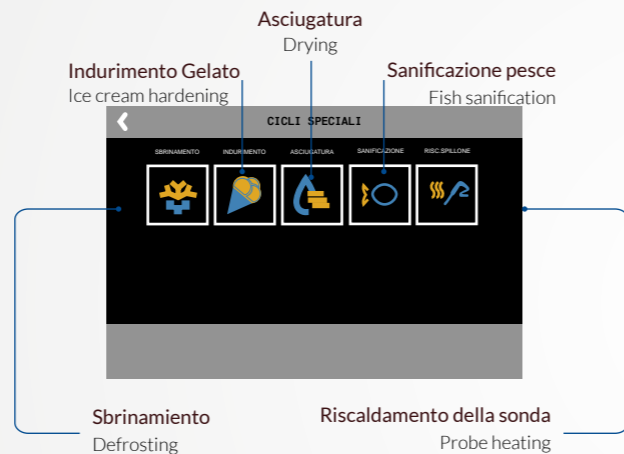 Asciugatura
Drying
Indurimento Gelato
Ice cream hardening
Sanificazione pesce
Fish sanification
CICLI SPECIALI
SBRINAMENTO INDURIMENTO ASCIUGATURA SANIFICAZIONE RISC.SPILLONE
Sbrinamiento
Defrosting
Riscaldamento della sonda
Probe heating